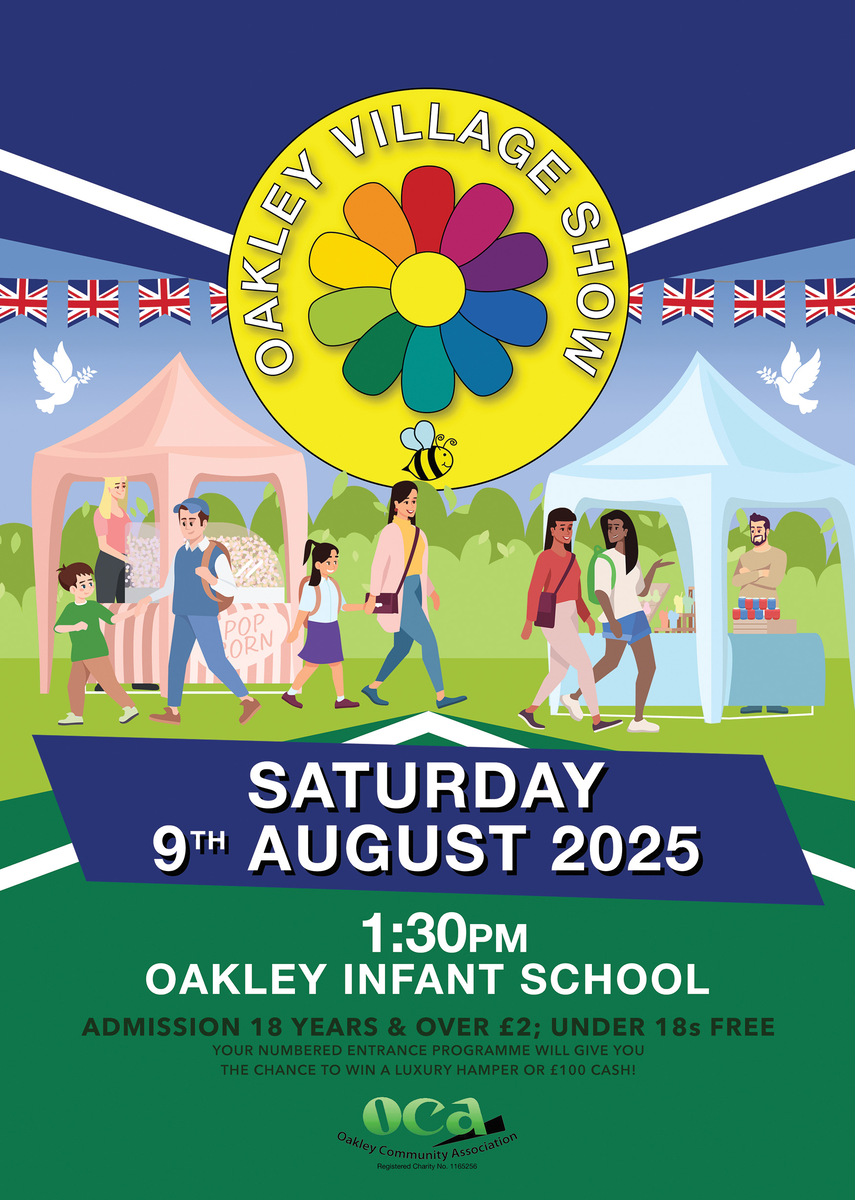 OAKLEY VILLAGE SHOW
POP
CORN
SATURDAY
9TH AUGUST 2025
1:30PM
OAKLEY INFANT SCHOOL
ADMISSION 18 YEARS & OVER £2; UNDER 18s FREE
YOUR NUMBERED ENTRANCE PROGRAMME WILL GIVE YOU
THE CHANCE TO WIN A LUXURY HAMPER OR £100 CASH!
oca
Oakley Community Association
Registered Charity No. 1165256